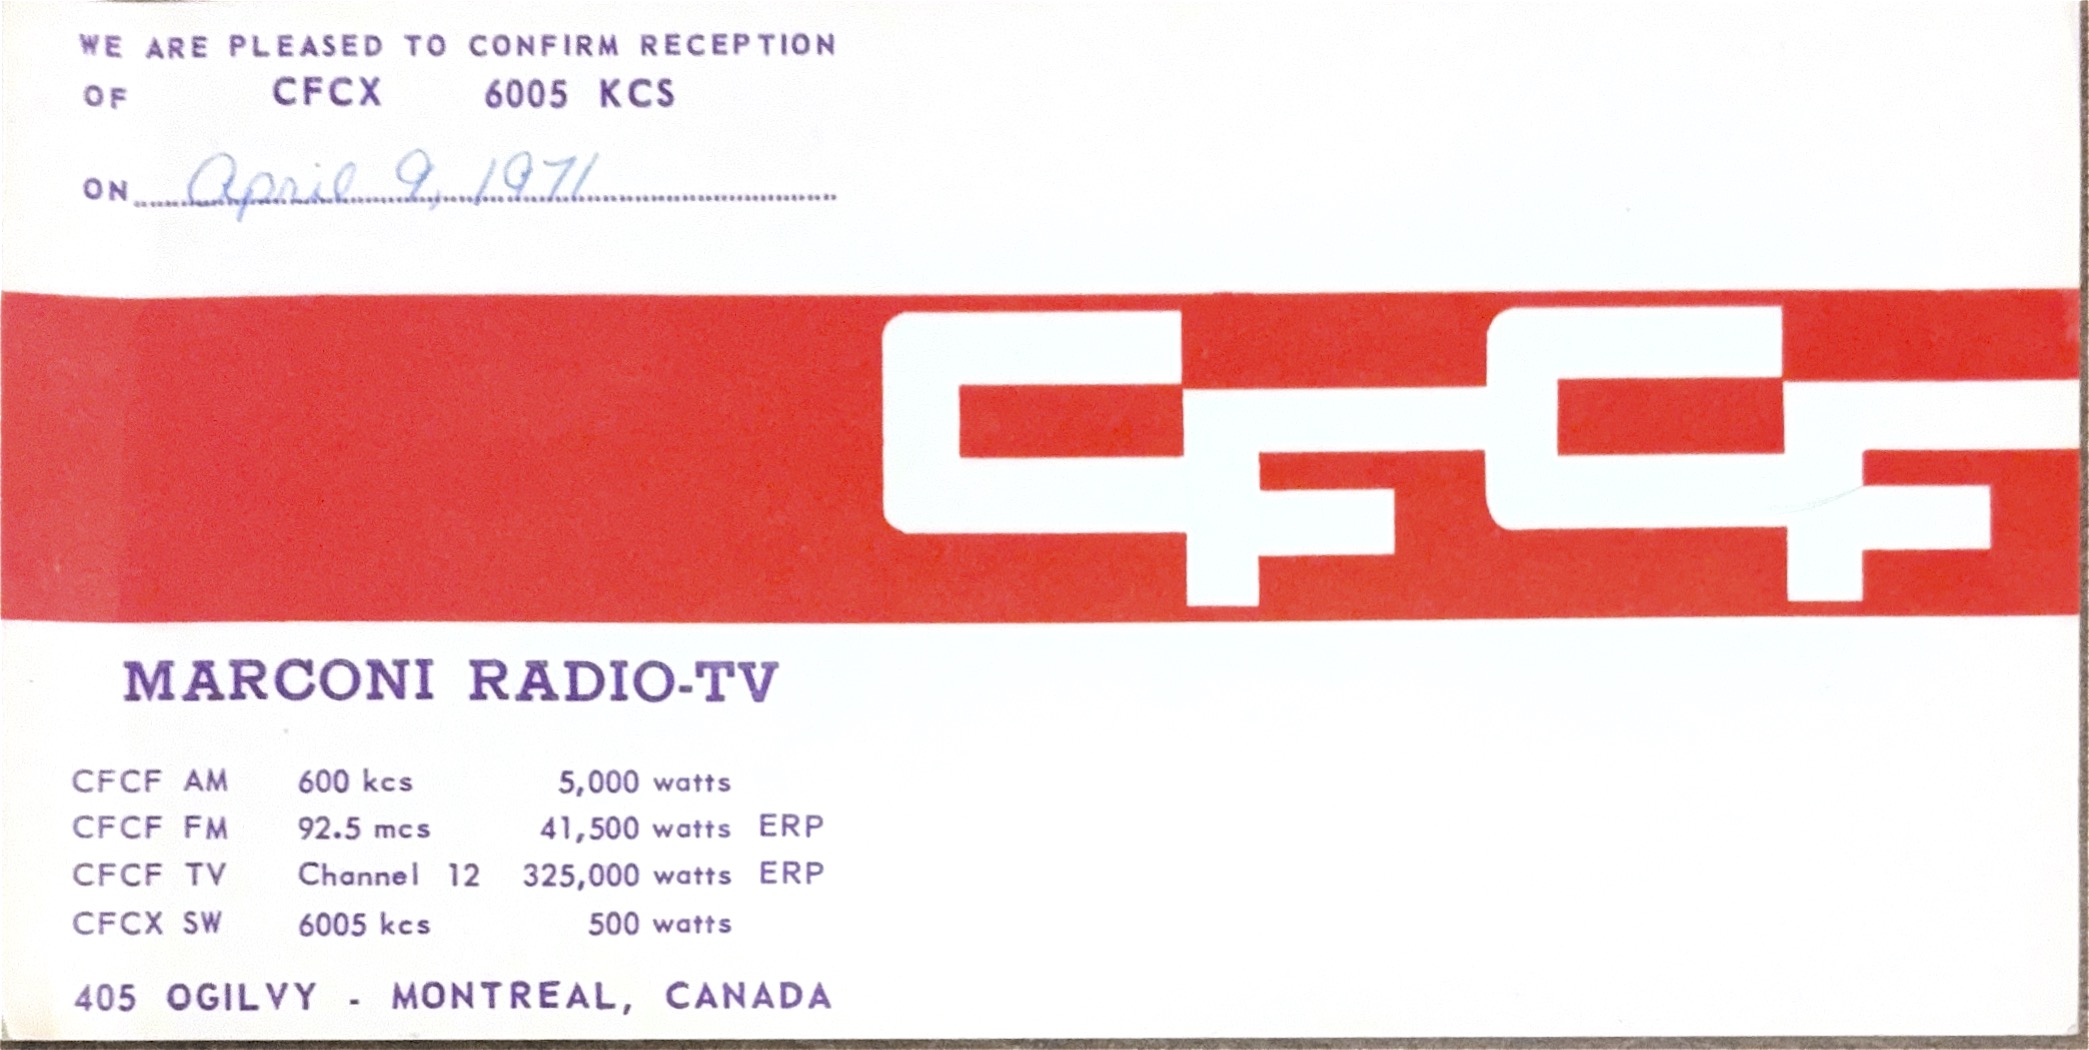 WE ARE PLEASED TO CONFIRM RECEPTION
OF CFCX 6005 KCS
ON April 9, 1971
CFCF
MARCONI RADIO-TV
CFCF AM 600 kcs 5,000 watts
CFCF FM 92.5 mcs 41,500 watts ERP
CFCF TV Channel 12 325,000 watts ERP
CFCX SW 6005 kcs 500 watts
405 OGILVY - MONTREAL, CANADA